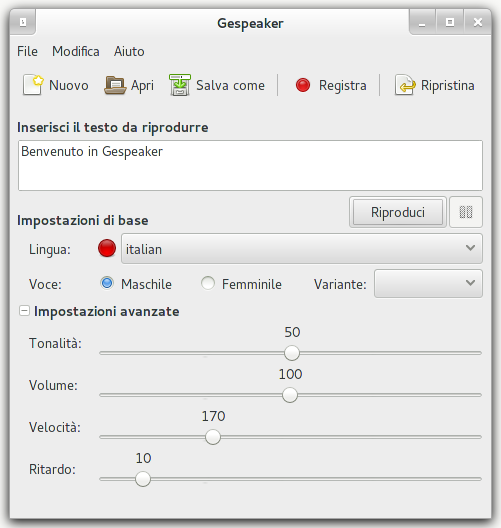 Gespeaker
File Modifica Aiuto
Nuovo Apri Salva come Registra Ripristina
Inserisci il testo da riprodurre
Benvenuto in Gespeaker
Riproduci
Impostazioni di base
Lingua: italian
Voce: Maschile Femminile Variante:
Impostazioni avanzate
50
Tonalità:
100
Volume:
170
Velocità:
10
Ritardo: